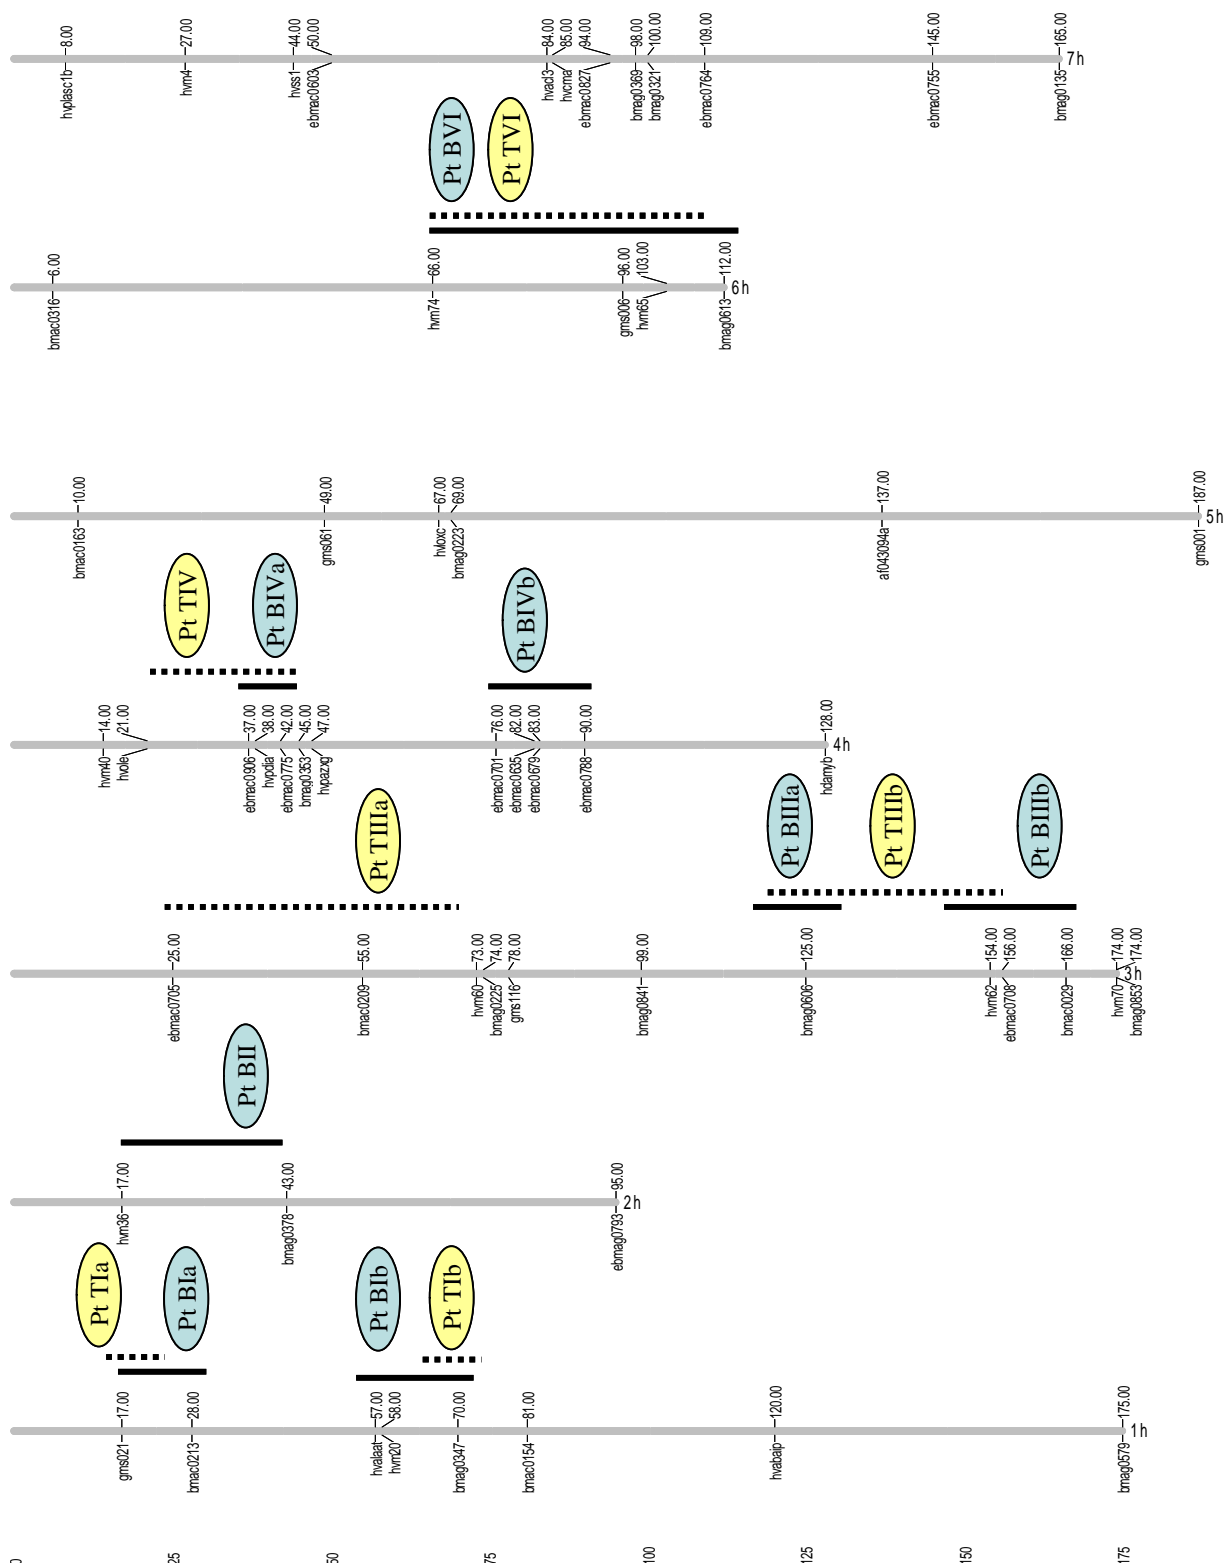 0
25
50
75
100
125
150
175
gms021 17.00
bmac0213 28.00
hvalaat 57.00
hvm20 58.00
bmag0347 70.00
bmac0154 81.00
hvabaip 120.00
bmag0579 175.00
1h
Pt TIa
Pt BIa
Pt BIb
Pt TIb
hvm36 17.00
bmag0378 43.00
ebmag0793 95.00
2h
Pt BII
ebmac0705 25.00
bmac0209 55.00
hvm60 73.00
bmag0225 74.00
gms116 78.00
bmag0841 99.00
bmag0606 125.00
hvm62 154.00
ebmac0708 156.00
bmac0029 166.00
hvm70 174.00
bmag0853 174.00
3h
Pt TIIIa
Pt BIIIa
Pt TIIIb
Pt BIIIb
hvm40 14.00
hvole 21.00
ebmac0906 37.00
hvpdia 38.00
ebmac0775 42.00
bmag0353 45.00
hvpazxg 47.00
ebmac0701 76.00
ebmac0635 82.00
ebmac0679 83.00
ebmac0788 90.00
hdamyb 128.00
4h
Pt TIV
Pt BIVa
Pt BIVb
bmac0163 10.00
gms061 49.00
hvloxc 67.00
bmag0223 69.00
af043094a 137.00
gms001 187.00
5h
bmac0316 6.00
hvm74 66.00
gms006 96.00
hvm65 103.00
bmag0613 112.00
6h
Pt BVI
Pt TVI
hvplasc1b 8.00
hvm4 27.00
hvss1 44.00
ebmac0603 50.00
hvacl3 84.00
hvcma 85.00
ebmac0827 94.00
bmag0369 98.00
bmag0321 100.00
ebmac0764 109.00
ebmac0755 145.00
bmag0135 165.00
7h